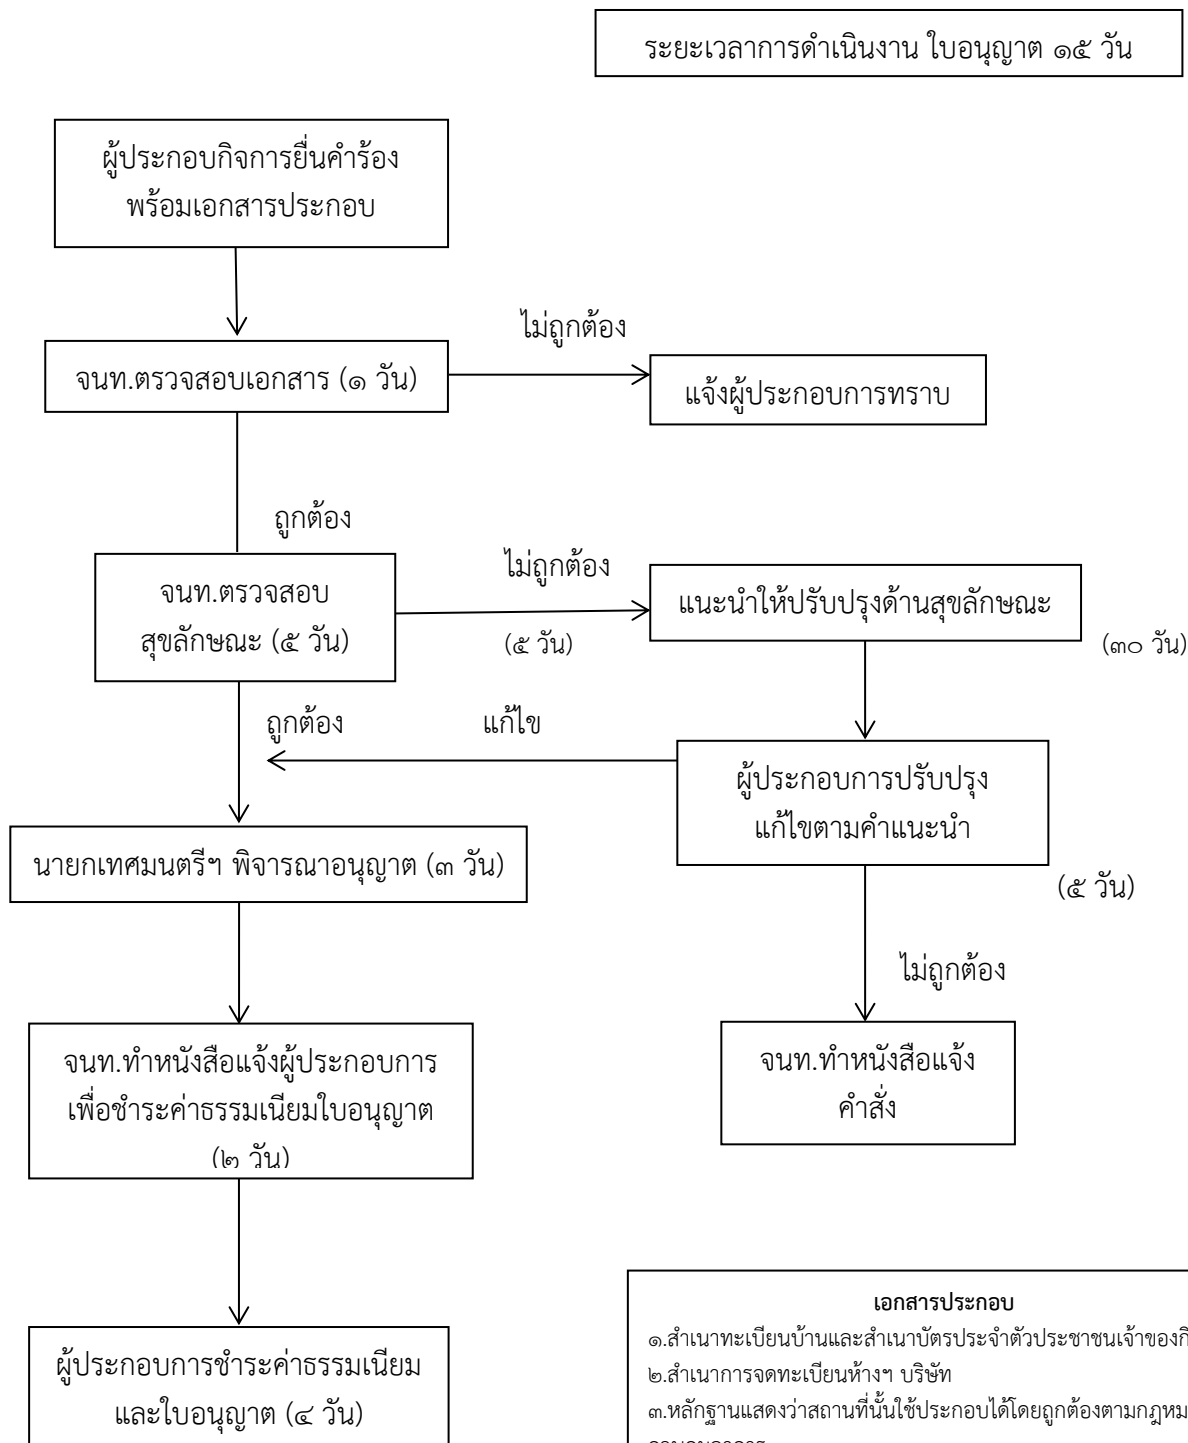 ระยะเวลาการดำเนินงาน ใบอนุญาต ๑๕ วัน
ผู้ประกอบกิจการยื่นคำร้อง
พร้อมเอกสารประกอบ
ไม่ถูกต้อง
จนท.ตรวจสอบเอกสาร (๑ วัน)
แจ้งผู้ประกอบการทราบ
ถูกต้อง
จนท.ตรวจสอบ
สุขลักษณะ (๕ วัน)
ไม่ถูกต้อง
(๕ วัน)
แนะนำให้ปรับปรุงด้านสุขลักษณะ
(๓๐ วัน)
ถูกต้อง
แก้ไข
ผู้ประกอบการปรับปรุง
แก้ไขตามคำแนะนำ
(๕ วัน)
นายกเทศมนตรีฯ พิจารณาอนุญาต (๓ วัน)
ไม่ถูกต้อง
จนท.ทำหนังสือแจ้ง
คำสั่ง
จนท.ทำหนังสือแจ้งผู้ประกอบการ
เพื่อชำระค่าธรรมเนียมใบอนุญาต
(๒ วัน)
ผู้ประกอบการชำระค่าธรรมเนียม
และใบอนุญาต (๔ วัน)
เอกสารประกอบ
๑.สำเนาทะเบียนบ้านและสำเนาบัตรประจำตัวประชาชนเจ้าของ
๒.สำเนาการจดทะเบียนห้างฯ บริษัท
๓.หลักฐานแสดงว่าสถานที่นั้นใช้ประกอบได้โดยถูกต้องตาม